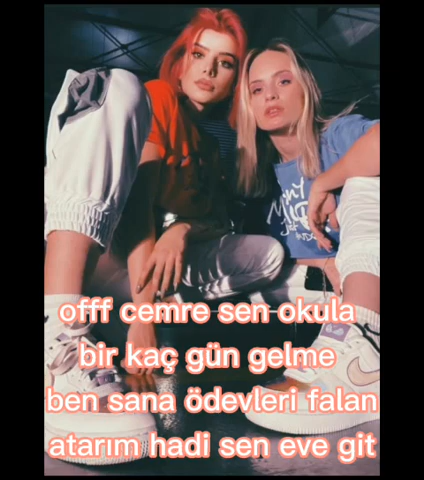 offf cemre sen okula
bir kaç gün gelme
ben sana ödevleri falan
atarım hadi sen eve git